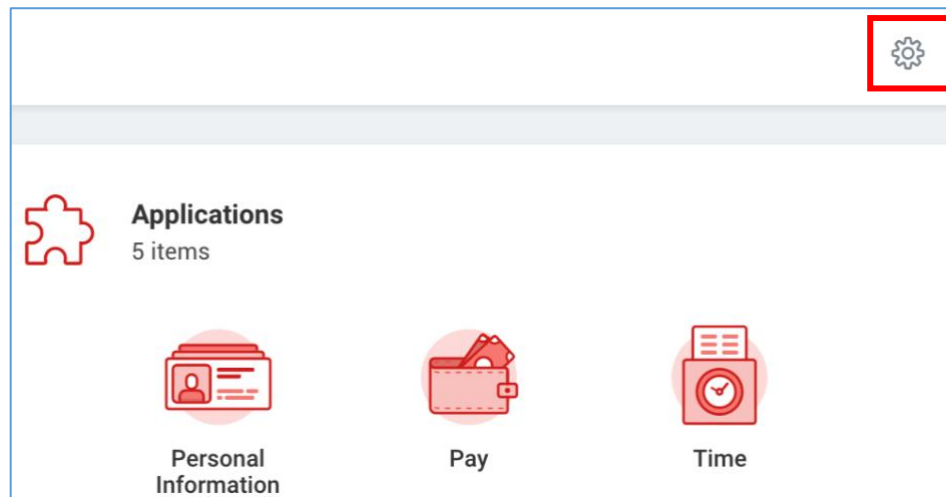 Applications
5 items
Personal
Information
Pay
Time